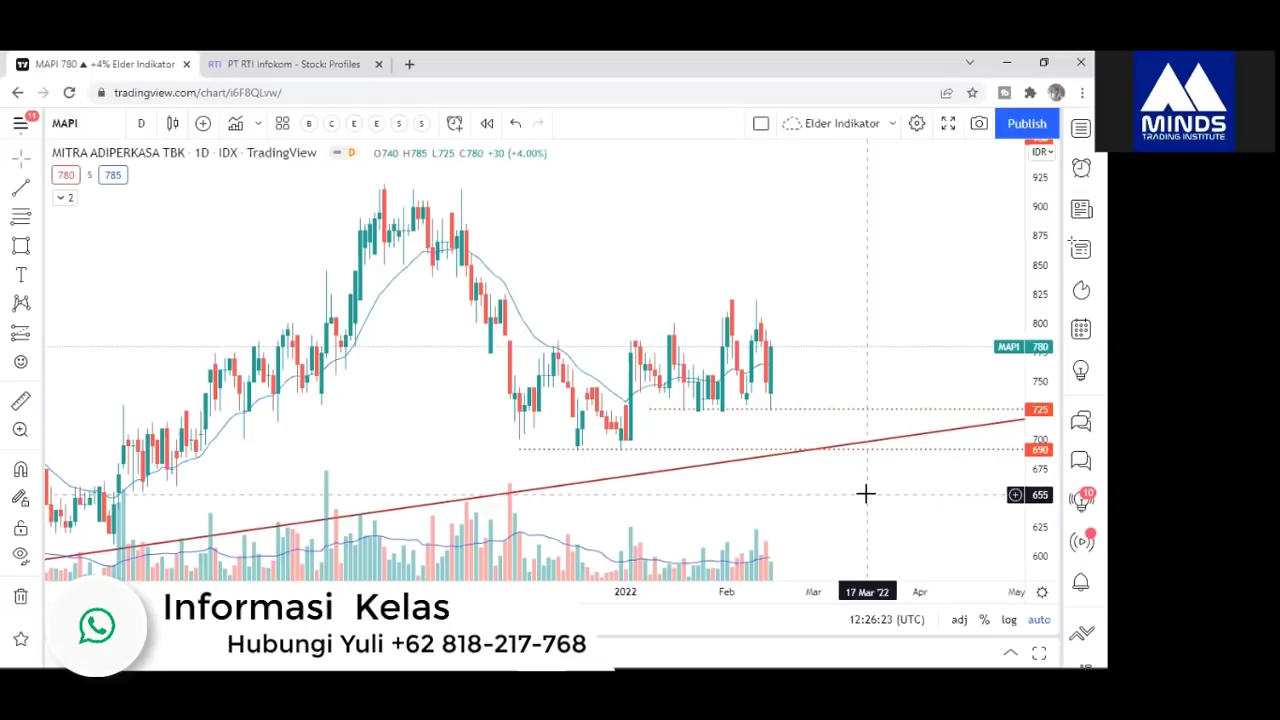 MAPI 780 ▲ +4% Elder Indikator
RTI PT RTI Infokom - Stock: Profiles
tradingview.com/chart/i6F8QLvw/
11
MAPI D
B C E E S S
Elder Indikator
Publish
MINDS
TRADING INSTITUTE
MITRA ADIPERKASA TBK · 1D · IDX · TradingView
D
O740 H785 L725 C780 +30 (+4.00%)
IDR
780 5 785
2
925
900
875
850
825
800
MAPI 780
750
725
700
690
675
655
625
600
10
2022 Feb Mar 17 Mar '22 Apr May
12:26:23 (UTC) adj % log auto
Informasi Kelas
Hubungi Yuli +62 818-217-768